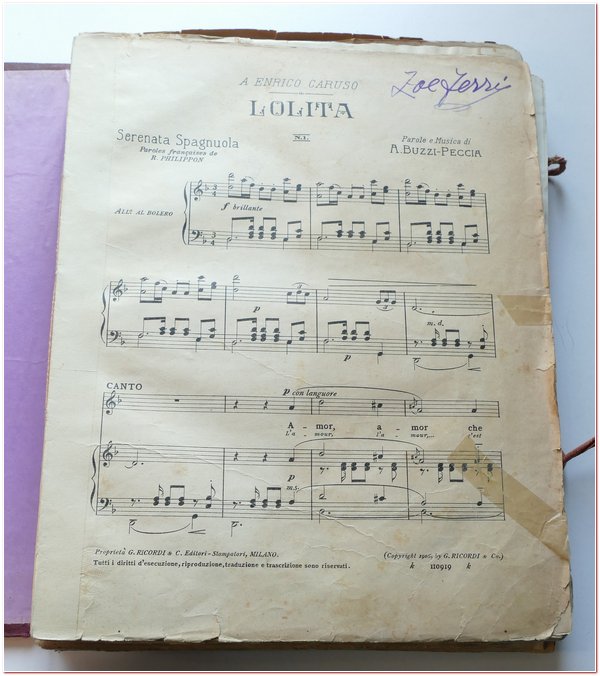 A ENRICO CARUSO
Zoe Ferri
LOLITA
N.1.
Serenata Spagnuola
Paroles françaises de
R. PHILIPPON
Parole e Musica di
A. BUZZI-PECCIA
ALLº AL BOLERO
f brillante
p
m.d.
p
CANTO
p con languore
A - mor, a - mor che
L'a - mour, l'a - mour,... c'est
p
m.s.
Proprietà G. RICORDI & C. Editori-Stampatori, MILANO.
(Copyright 1906, by G. RICORDI & Co.)
Tutti i diritti d'esecuzione, riproduzione, traduzione e trascrizione sono riservati.
k 110919 k